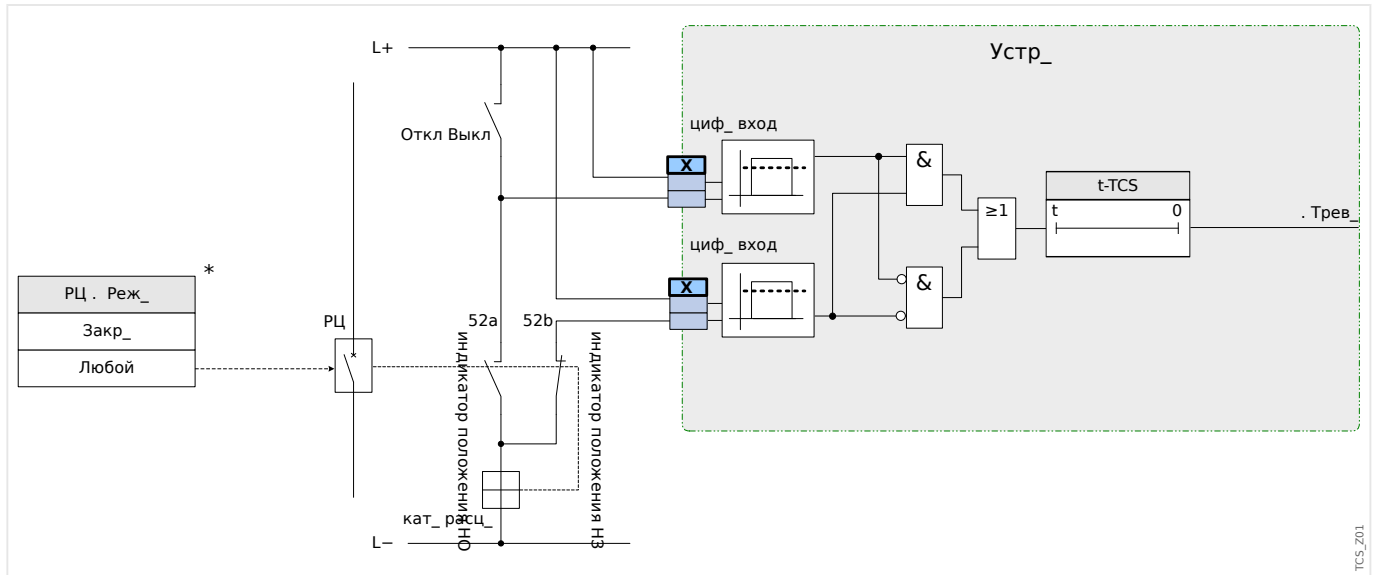 L+
Устр_
циф_ вход
Откл Выкл
X
&
t-TCS
≥1
t
0
. Трев_
циф_ вход
*
X
&
РЦ . Реж_
Закр_
Любой
РЦ
52a
52b
индикатор положения НО
индикатор положения НЗ
кат_ расц_
L−
TCS_Z01